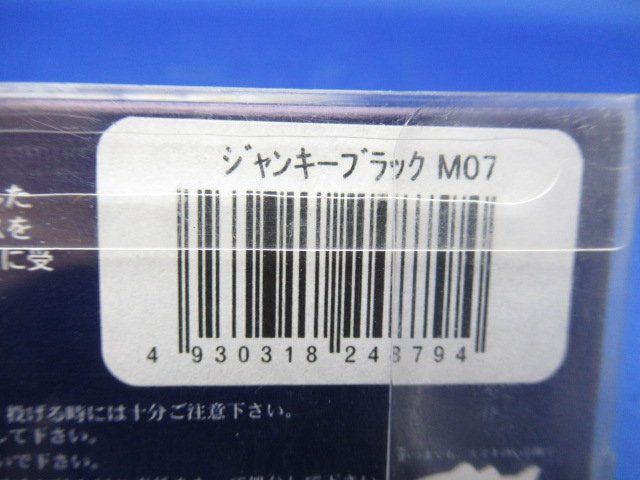 ジャンキーブラック M07
た
を
に受
4 930318 248794
投げる時には十分ご注意下さい。
して下さい。
いで下さい。